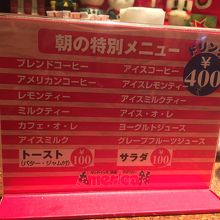 朝の特別メニュー
ドリンク
¥400
ブレンドコーヒー
アイスコーヒー
アメリカンコーヒー
アイスレモンティー
レモンティー
アイスミルクティー
ミルクティー
アイス・オ・レ
カフェ・オ・レ
ヨーグルトジュース
アイスミルク
グレープフルーツジュース
トースト
(バター・ジャム付)
¥100
サラダ
¥100
america